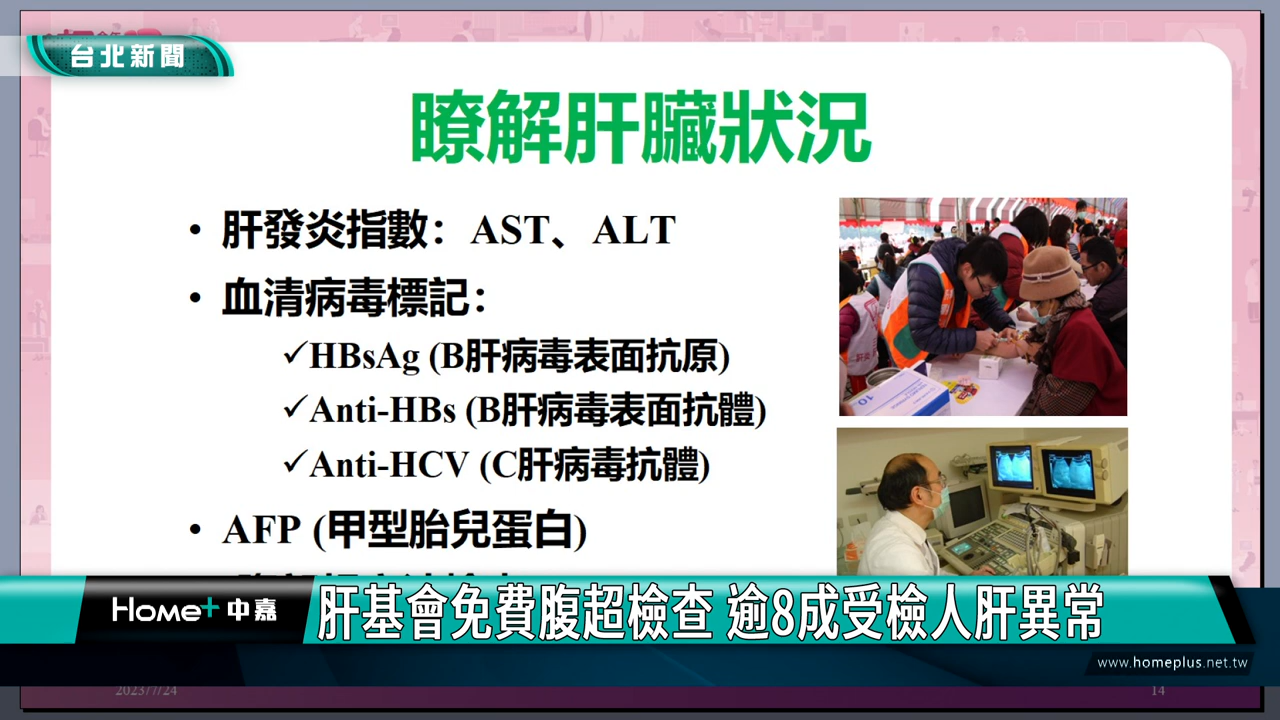 台北新聞
瞭解肝臟狀況
• 肝發炎指數：AST、ALT
• 血清病毒標記：
✓HBsAg (B肝病毒表面抗原)
✓Anti-HBs (B肝病毒表面抗體)
✓Anti-HCV (C肝病毒抗體)
• AFP (甲型胎兒蛋白)
Home+ 中嘉
肝基會免費腹超檢查 逾8成受檢人肝異常
www.homeplus.net.tw
2023/7/24
14